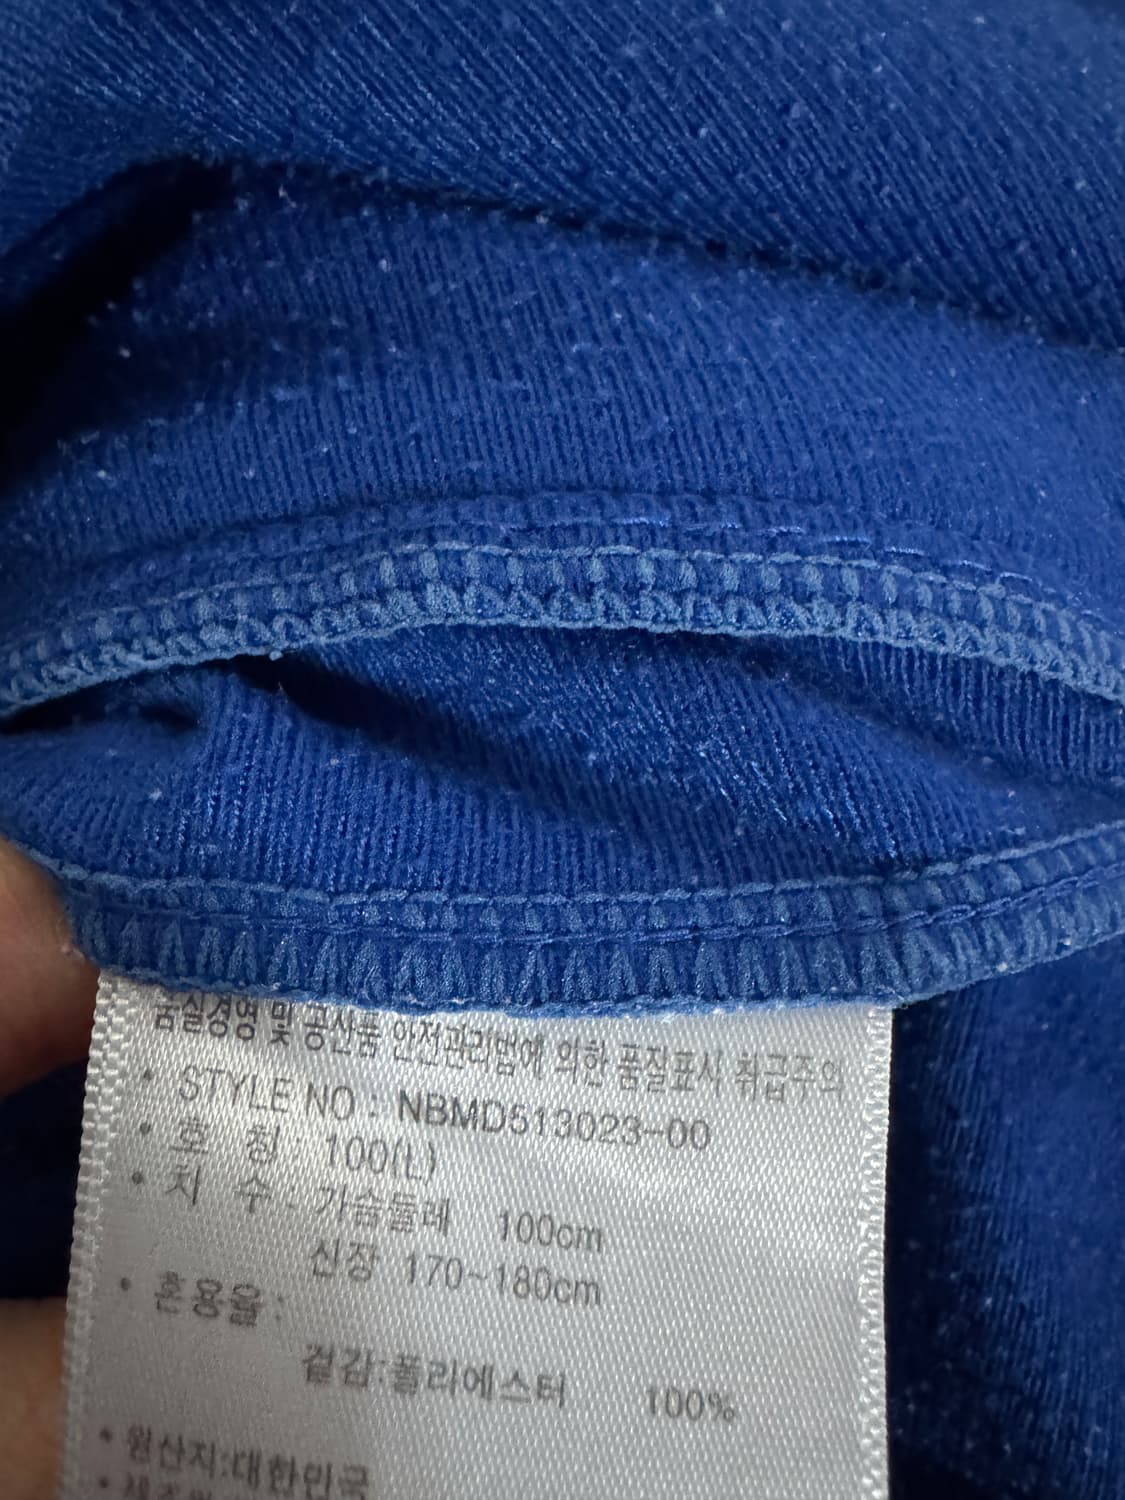 품질경영 및 공산품 안전관리법에 의한 품질표시 취급주의
• STYLE NO : NBMD513023-00
• 호 칭 : 100(L)
• 치 수 : 가슴둘레 100cm
신장 170~180cm
• 혼용율 :
겉감:폴리에스터 100%
• 원산지:대한민국